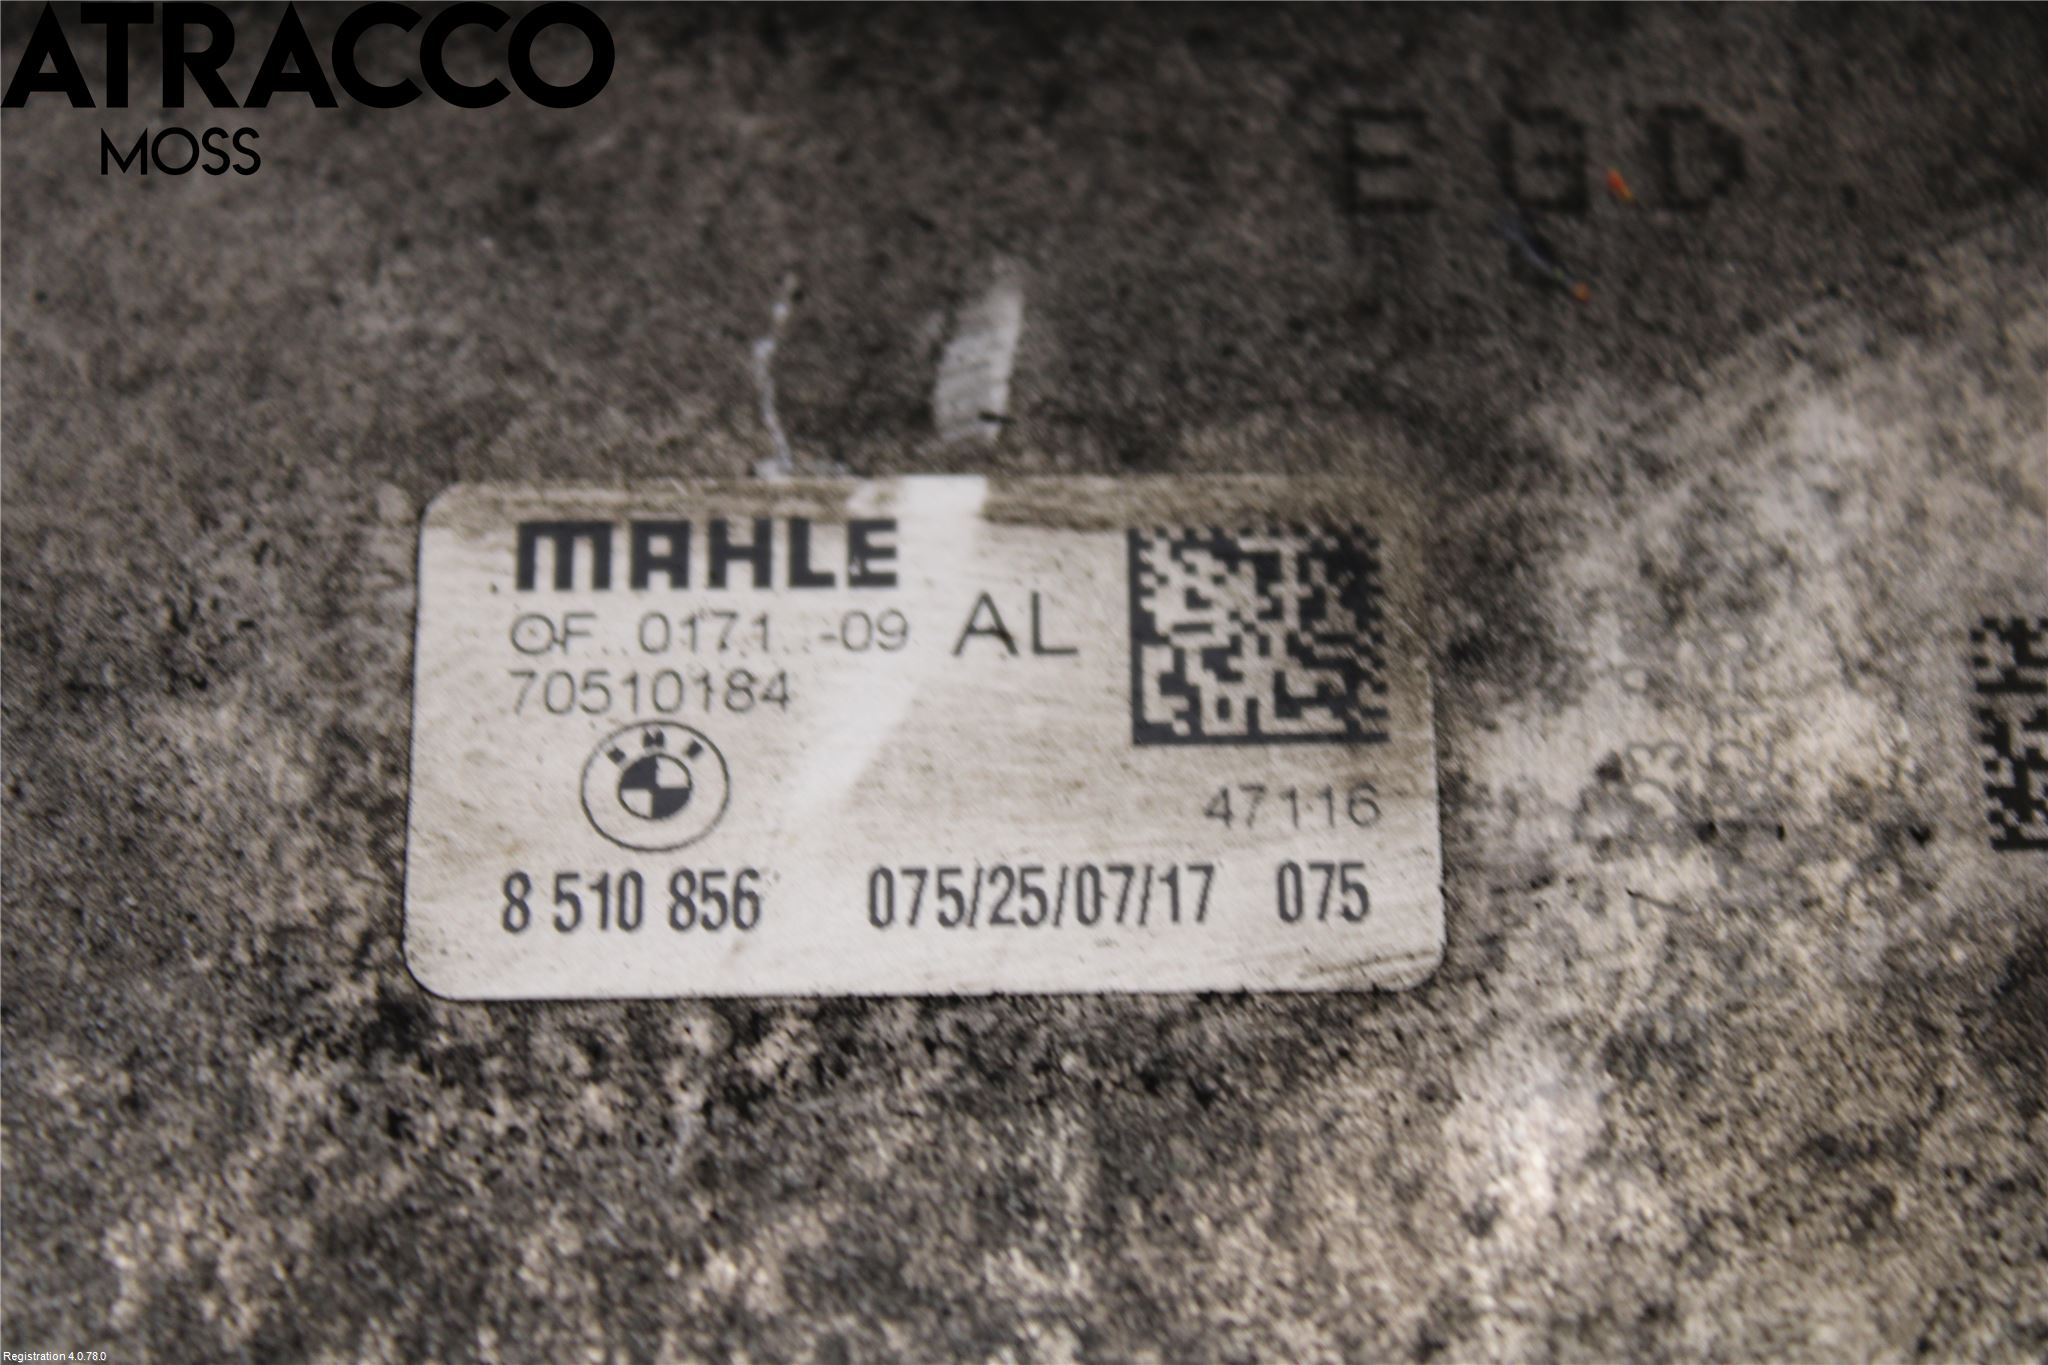 ATRACCO
MOSS
MAHLE
OF..0171..-09 AL
70510184
BMW
47116
8 510 856 075/25/07/17 075
Registration 4.0.78.0